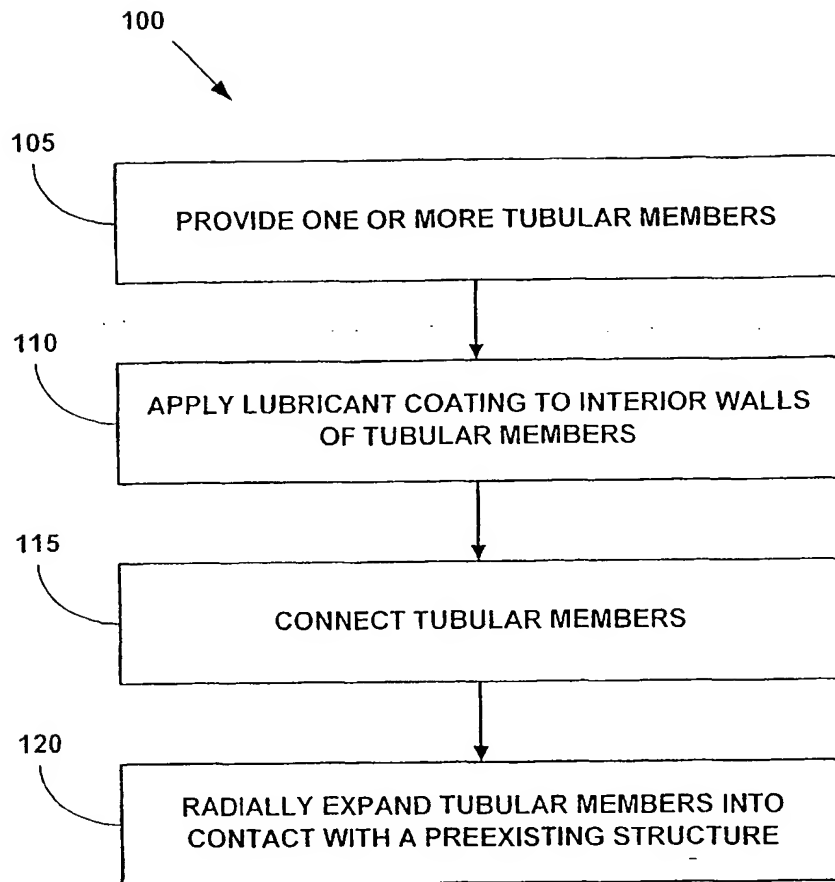 100
105
PROVIDE ONE OR MORE TUBULAR MEMBERS
110
APPLY LUBRICANT COATING TO INTERIOR WALLS
OF TUBULAR MEMBERS
115
CONNECT TUBULAR MEMBERS
120
RADIALLY EXPAND TUBULAR MEMBERS INTO
CONTACT WITH A PREEXISTING STRUCTURE